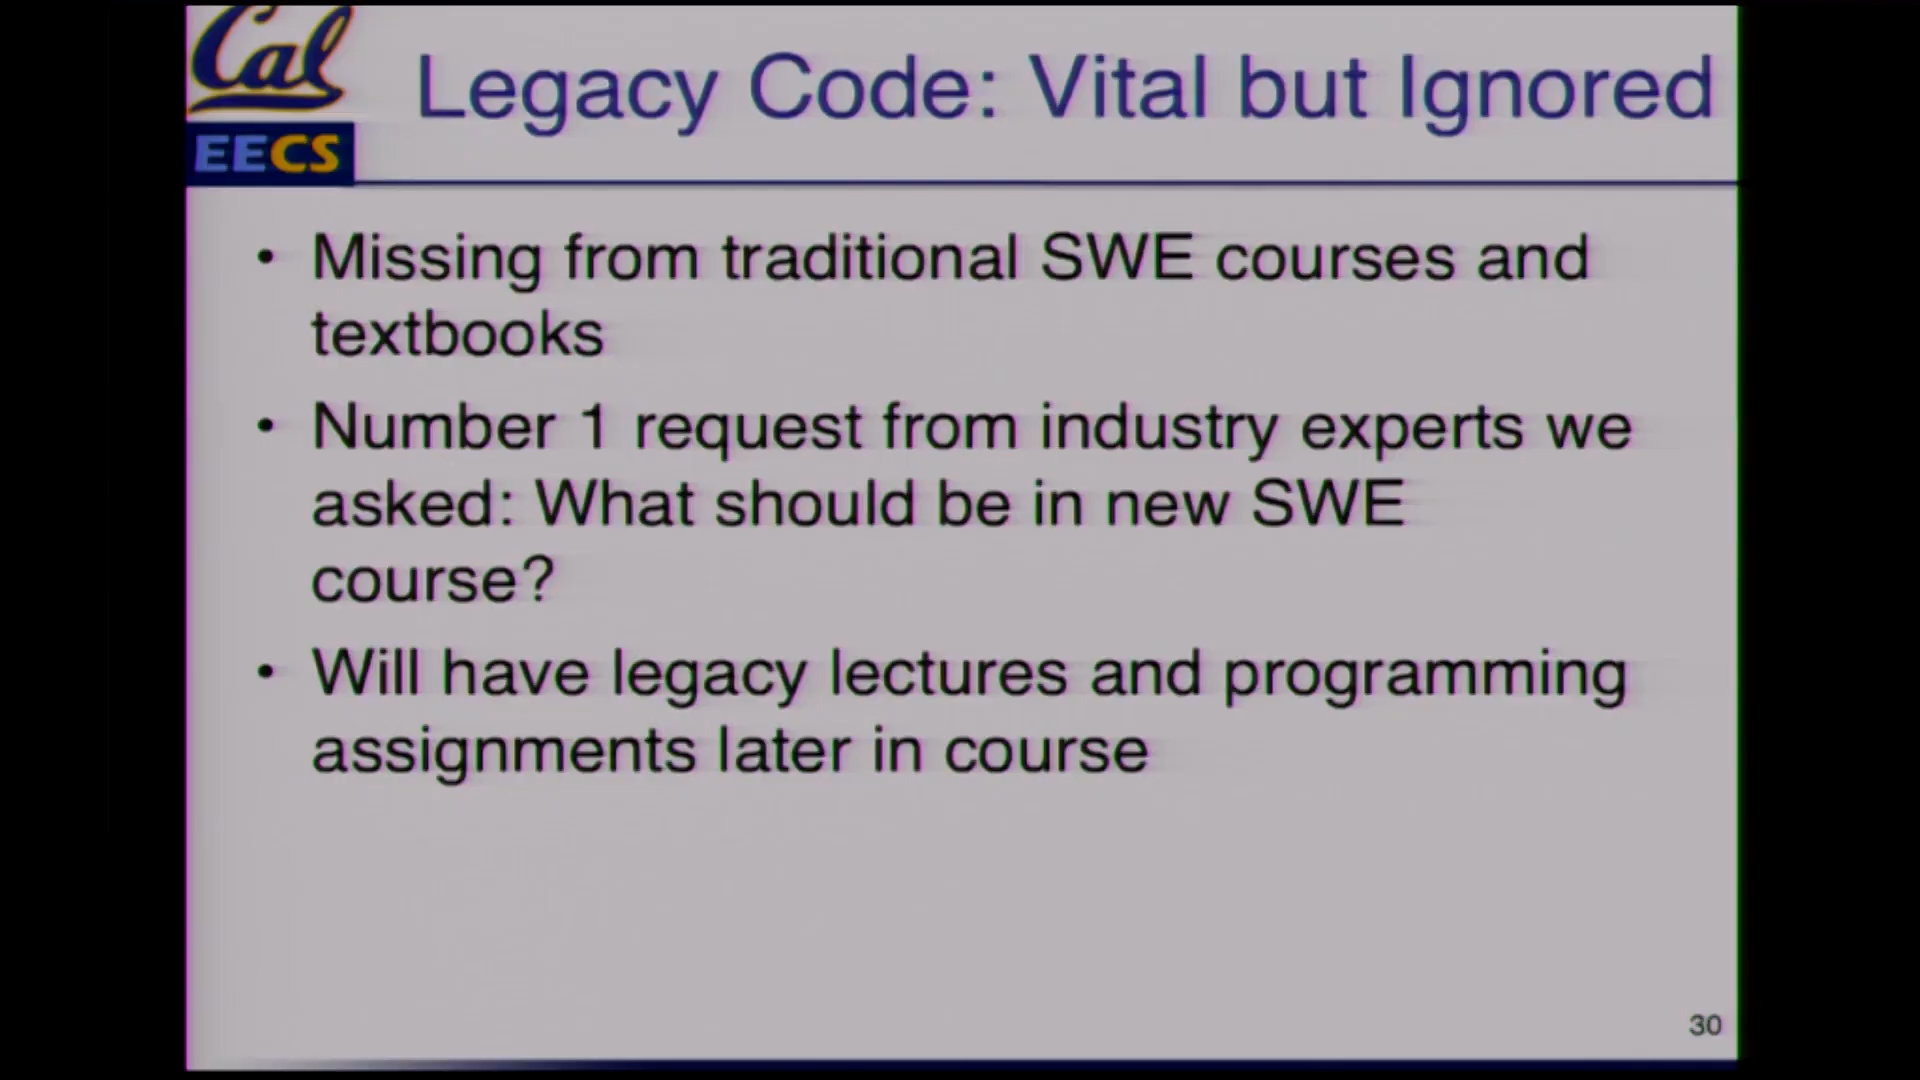 Cal
EECS
Legacy Code: Vital but Ignored
• Missing from traditional SWE courses and
textbooks
• Number 1 request from industry experts we
asked: What should be in new SWE
course?
• Will have legacy lectures and programming
assignments later in course
30